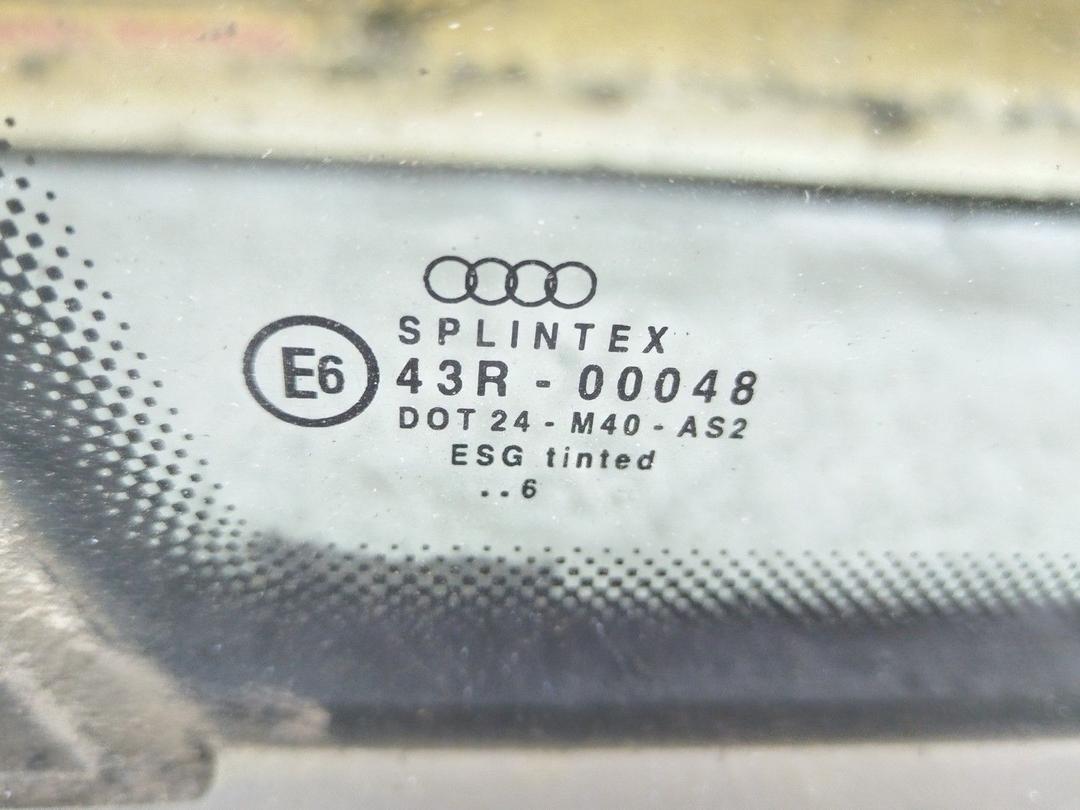 SPLINTEX
E6
43R - 00048
DOT 24 - M40 - AS2
ESG tinted
..6